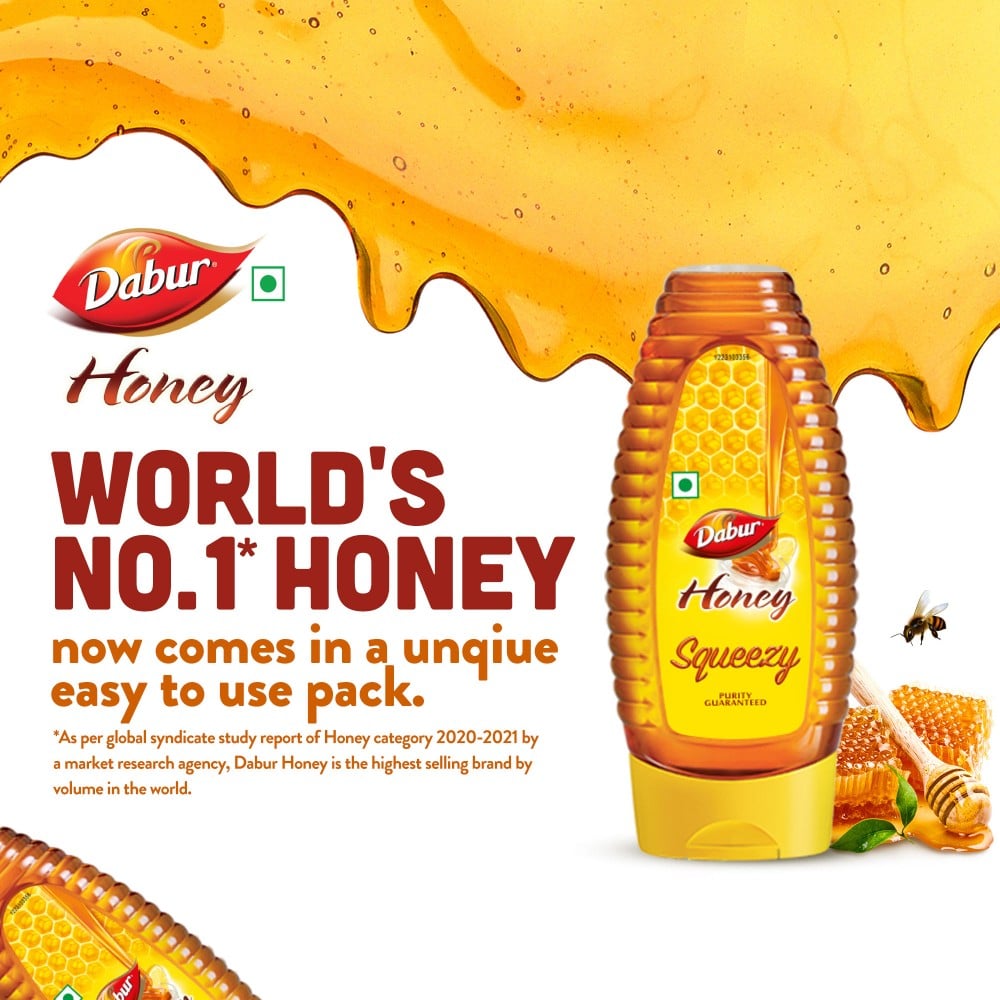 Dabur
Honey
WORLD'S
NO.1* HONEY
now comes in a unqiue
easy to use pack.
*As per global syndicate study report of Honey category 2020-2021 by
a market research agency, Dabur Honey is the highest selling brand by
volume in the world.
Dabur
Honey
Squeezy
PURITY
GUARANTEED